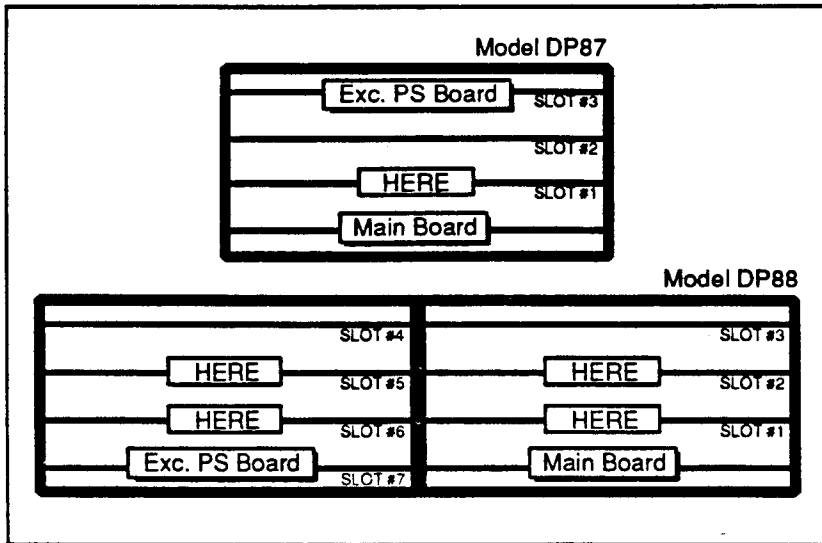 Model DP87
Exc. PS Board
SLOT #3
SLOT #2
HERE
SLOT #1
Main Board
Model DP88
SLOT #4
SLOT #3
HERE
SLOT #5
HERE
SLOT #2
HERE
SLOT #6
HERE
SLOT #1
Exc. PS Board
SLOT #7
Main Board